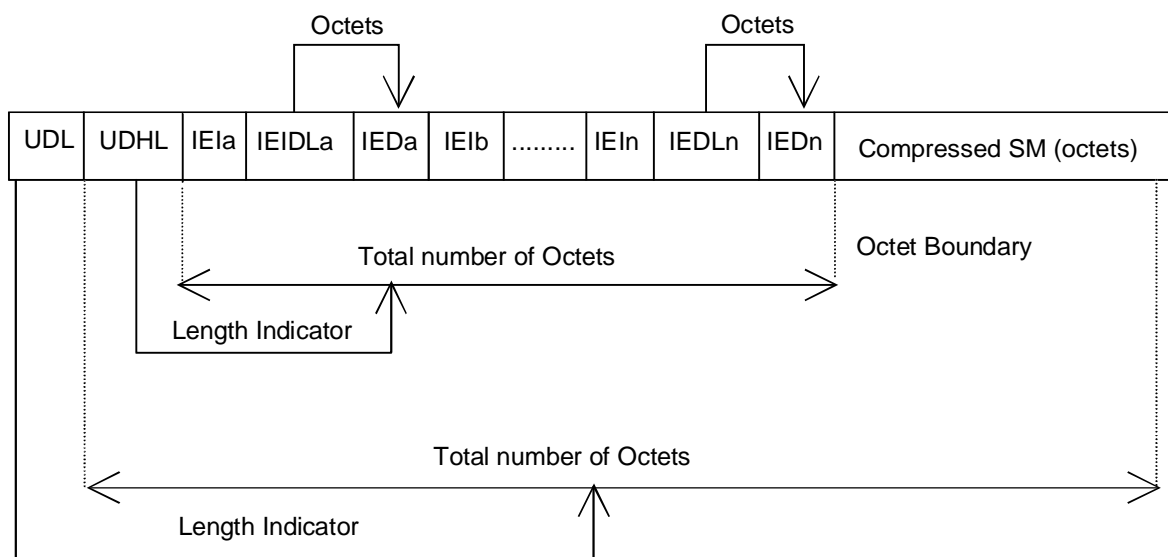 Octets Octets
UDL UDHL IEIa IEIDLa IEDa IEIb ......... IEIn IEDLn IEDn Compressed SM (octets)
Total number of Octets
Octet Boundary
Length Indicator
Total number of Octets
Length Indicator